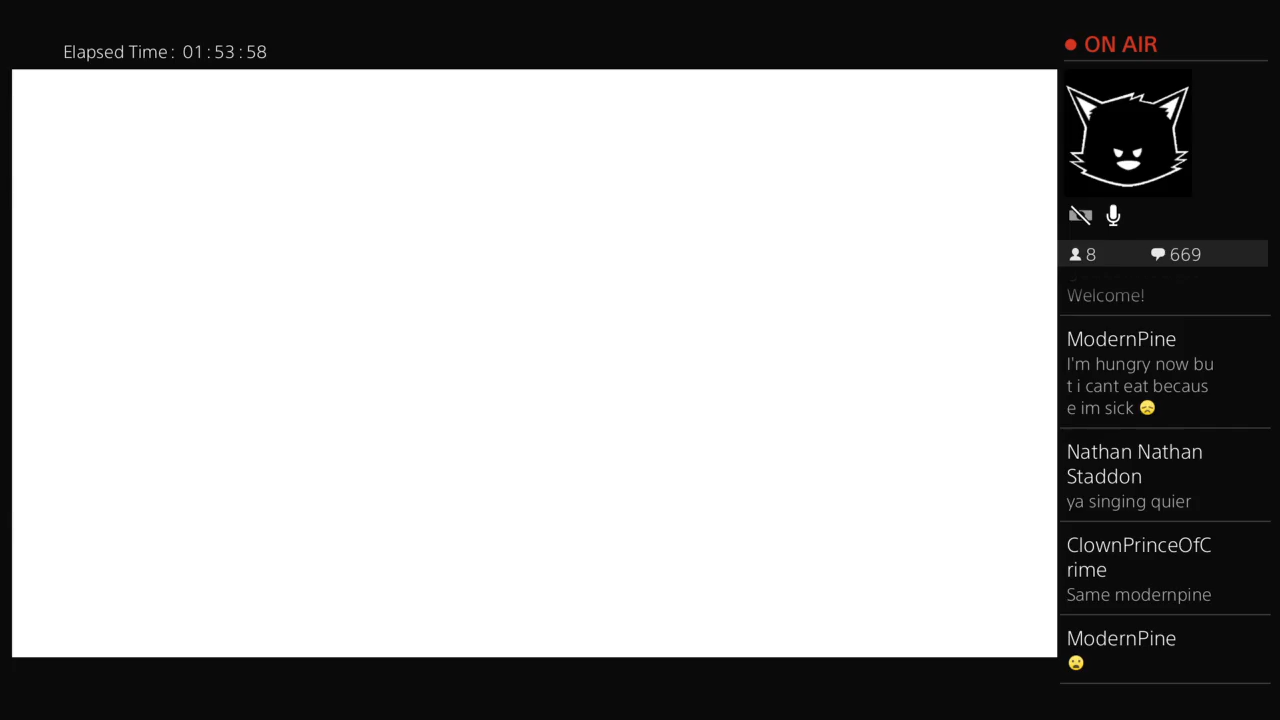 Elapsed Time: 01:53:58
ON AIR
8 669
Welcome!
ModernPine
I'm hungry now bu
t i cant eat becaus
e im sick 😞
Nathan Nathan
Staddon
ya singing quier
ClownPrinceOfC
rime
Same modernpine
ModernPine
😦